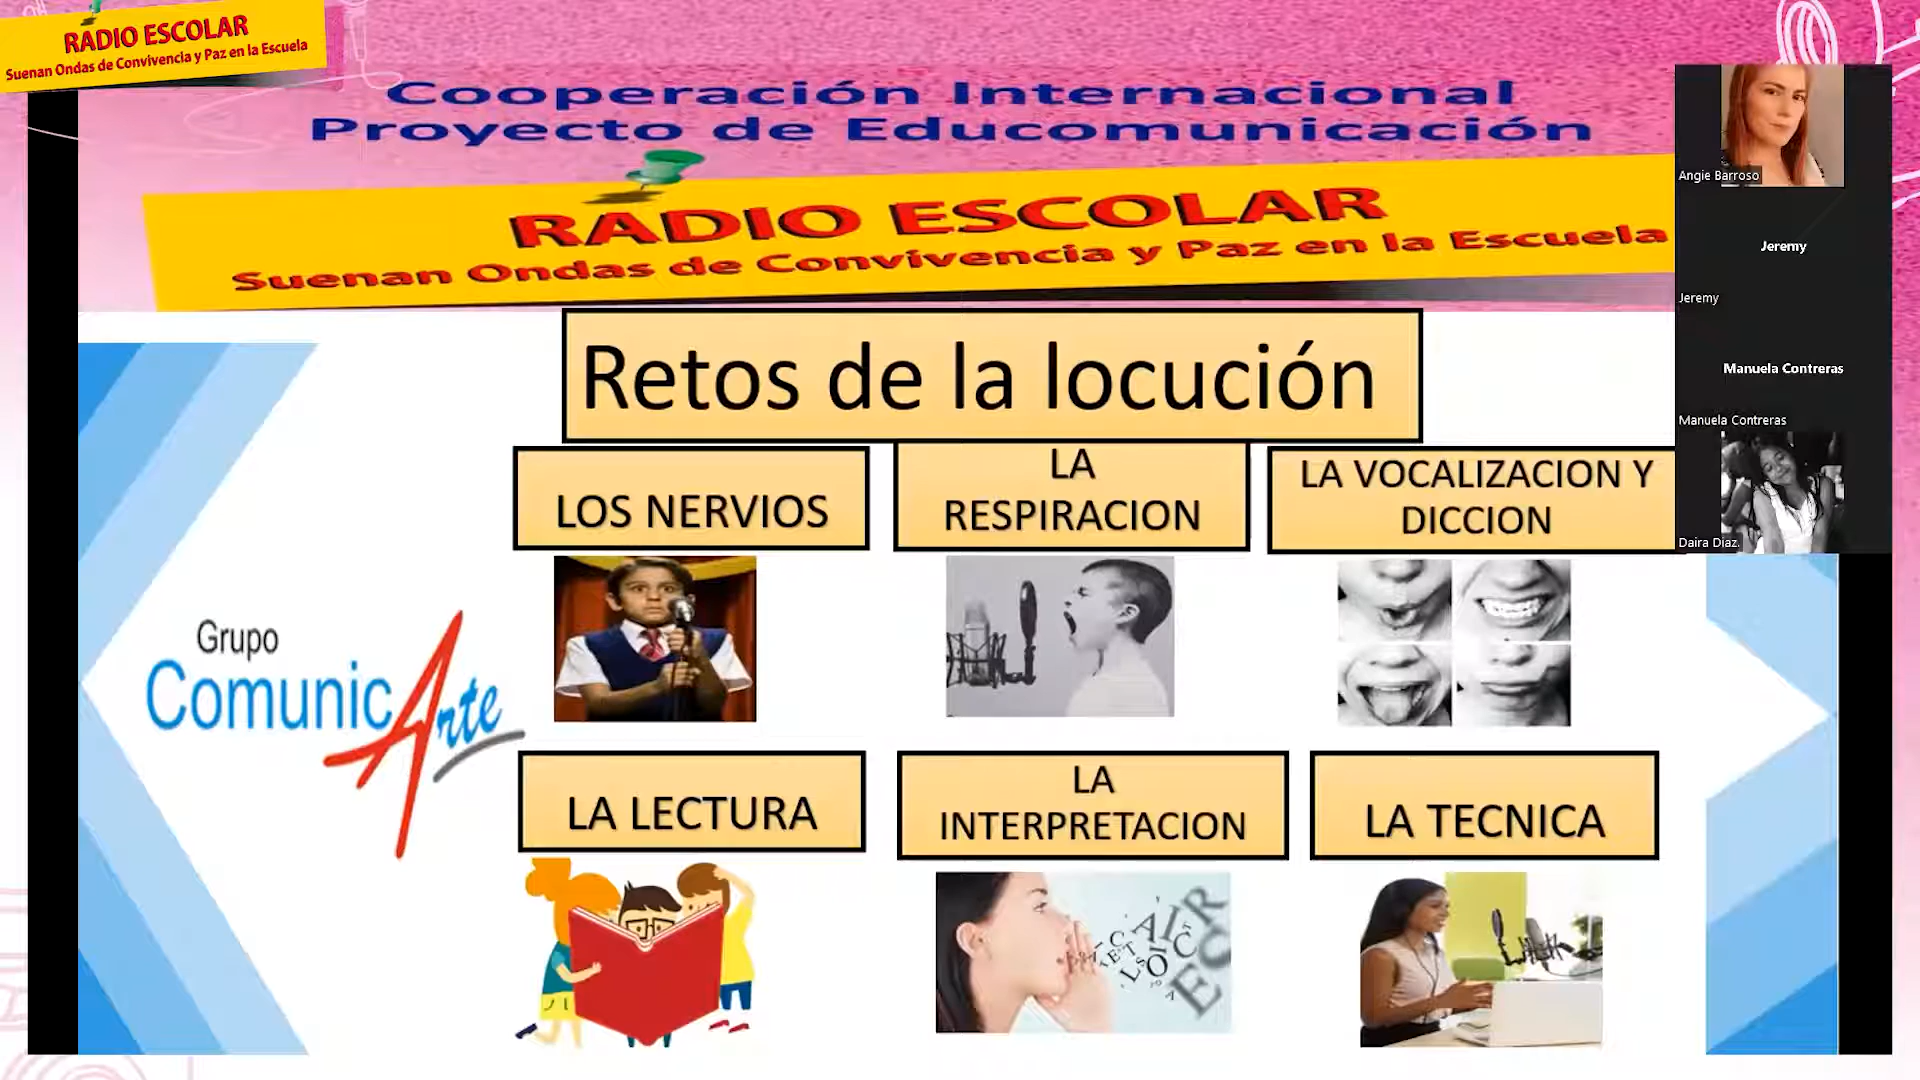 RADIO ESCOLAR
Suenan Ondas de Convivencia y Paz en la Escuela
Cooperación Internacional
Proyecto de Educomunicación
RADIO ESCOLAR
Suenan Ondas de Convivencia y Paz en la Escuela
Retos de la locución
LOS NERVIOS
LA
RESPIRACION
LA VOCALIZACION Y
DICCION
Grupo
ComunicArte
LA LECTURA
LA
INTERPRETACION
LA TECNICA
Angie Barroso
Jeremy
Jeremy
Manuela Contreras
Manuela Contreras
Daira Diaz.